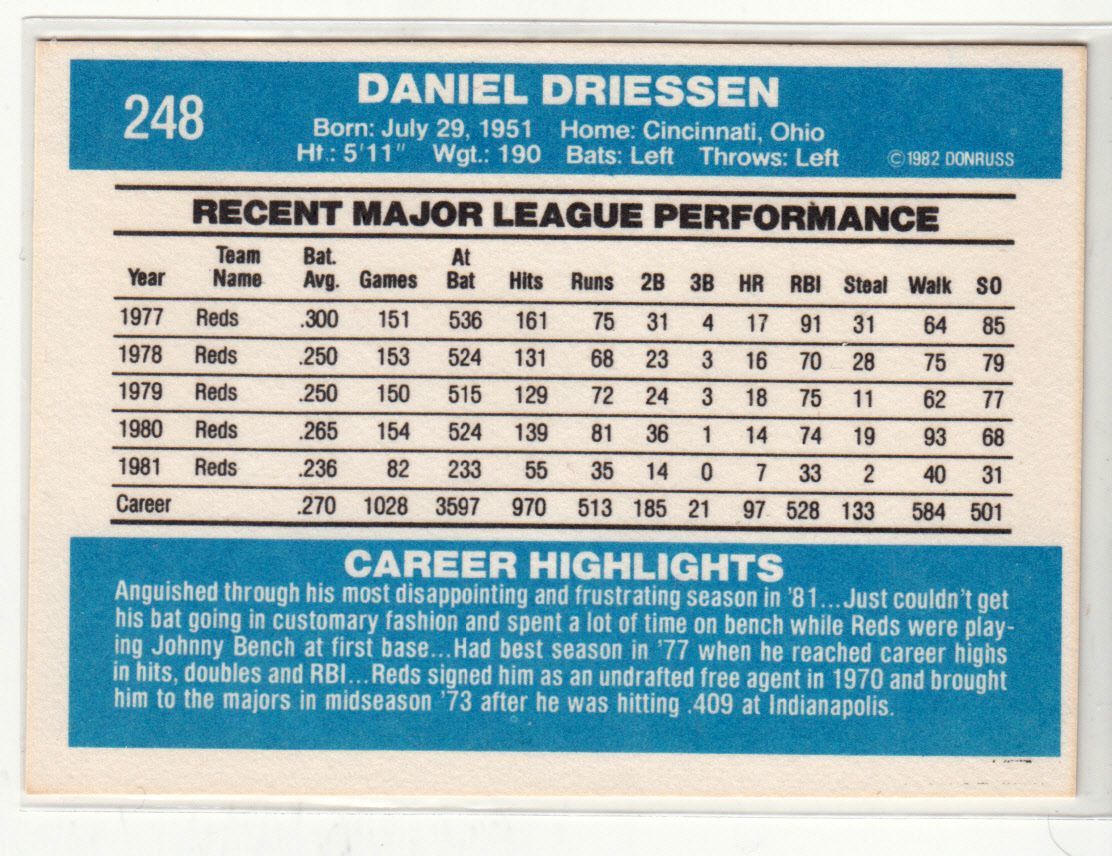 248
DANIEL DRIESSEN
Born: July 29, 1951 Home: Cincinnati, Ohio
Ht.: 5'11" Wgt.: 190 Bats: Left Throws: Left
©1982 DONRUSS
RECENT MAJOR LEAGUE PERFORMANCE
Year Team Name Bat. Avg. Games At Bat Hits Runs 2B 3B HR RBI Steal Walk SO
1977 Reds .300 151 536 161 75 31 4 17 91 31 64 85
1978 Reds .250 153 524 131 68 23 3 16 70 28 75 79
1979 Reds .250 150 515 129 72 24 3 18 75 11 62 77
1980 Reds .265 154 524 139 81 36 1 14 74 19 93 68
1981 Reds .236 82 233 55 35 14 0 7 33 2 40 31
Career .270 1028 3597 970 513 185 21 97 528 133 584 501
CAREER HIGHLIGHTS
Anguished through his most disappointing and frustrating season in '81...Just couldn't get
his bat going in customary fashion and spent a lot of time on bench while Reds were play-
ing Johnny Bench at first base...Had best season in '77 when he reached career highs
in hits, doubles and RBI...Reds signed him as an undrafted free agent in 1970 and brought
him to the majors in midseason '73 after he was hitting .409 at Indianapolis.